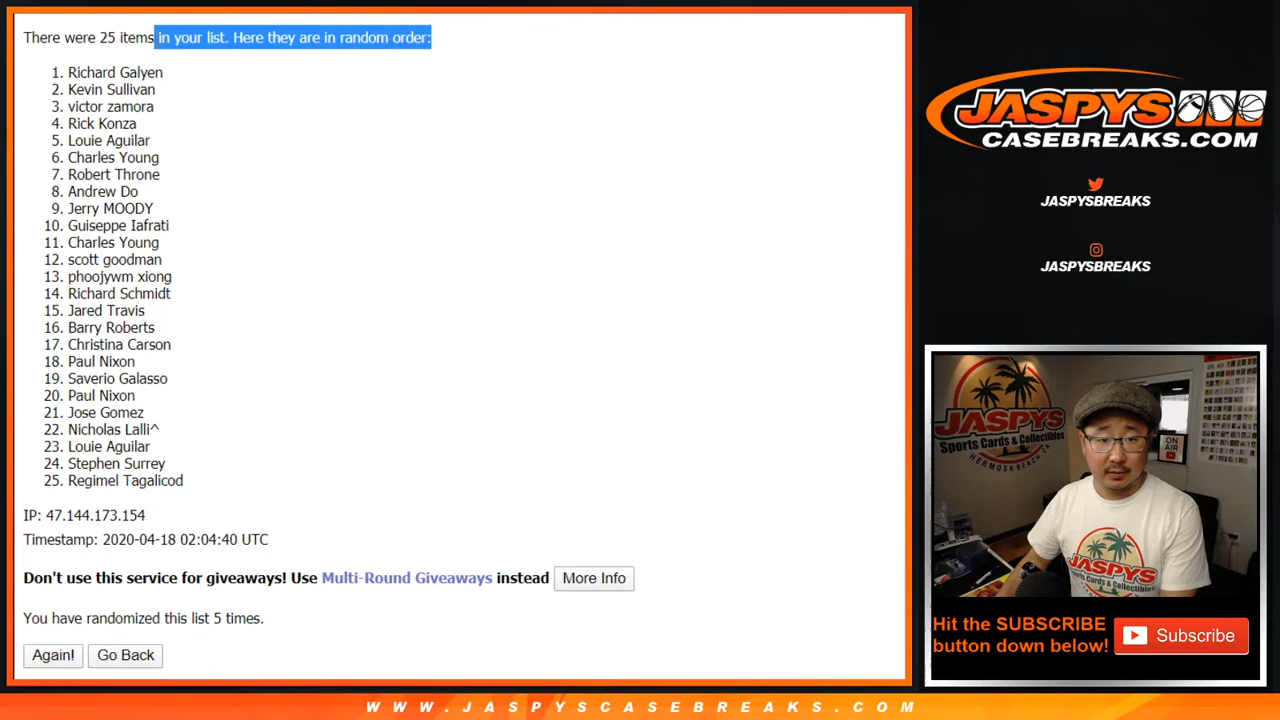 There were 25 items in your list. Here they are in random order:
1. Richard Galyen
2. Kevin Sullivan
3. victor zamora
4. Rick Konza
5. Louie Aguilar
6. Charles Young
7. Robert Throne
8. Andrew Do
9. Jerry MOODY
10. Guiseppe Iafrati
11. Charles Young
12. scott goodman
13. phoojywm xiong
14. Richard Schmidt
15. Jared Travis
16. Barry Roberts
17. Christina Carson
18. Paul Nixon
19. Saverio Galasso
20. Paul Nixon
21. Jose Gomez
22. Nicholas Lalli^
23. Louie Aguilar
24. Stephen Surrey
25. Regimel Tagalicod
IP: 47.144.173.154
Timestamp: 2020-04-18 02:04:40 UTC
Don't use this service for giveaways! Use Multi-Round Giveaways instead More Info
You have randomized this list 5 times.
Again! Go Back
JASPYS
CASEBREAKS.COM
JASPYSBREAKS
JASPYSBREAKS
JASPYS
Sports Cards & Collectibles
HERMOSA BEACH, CA
ON
AIR
JASPYS
Hit the SUBSCRIBE
button down below!
Subscribe
WWW.JASPYSCASEBREAKS.COM